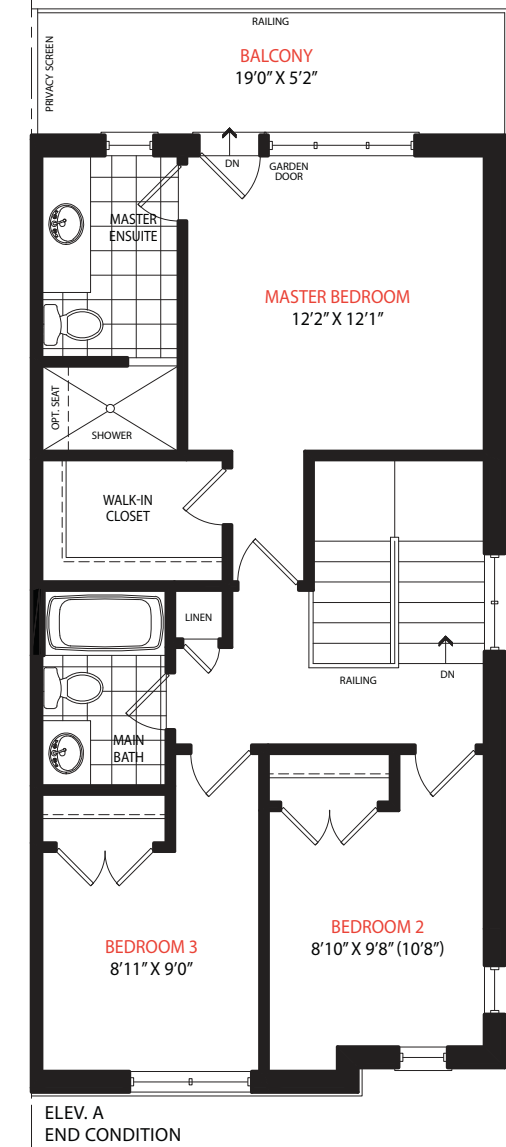 RAILING
PRIVACY SCREEN
BALCONY
19'0" X 5'2"
DN
GARDEN
DOOR
MASTER
ENSUITE
MASTER BEDROOM
12'2" X 12'1"
OPT. SEAT
SHOWER
WALK-IN
CLOSET
LINEN
RAILING
DN
MAIN
BATH
BEDROOM 3
8'11" X 9'0"
BEDROOM 2
8'10" X 9'8" (10'8")
ELEV. A
END CONDITION